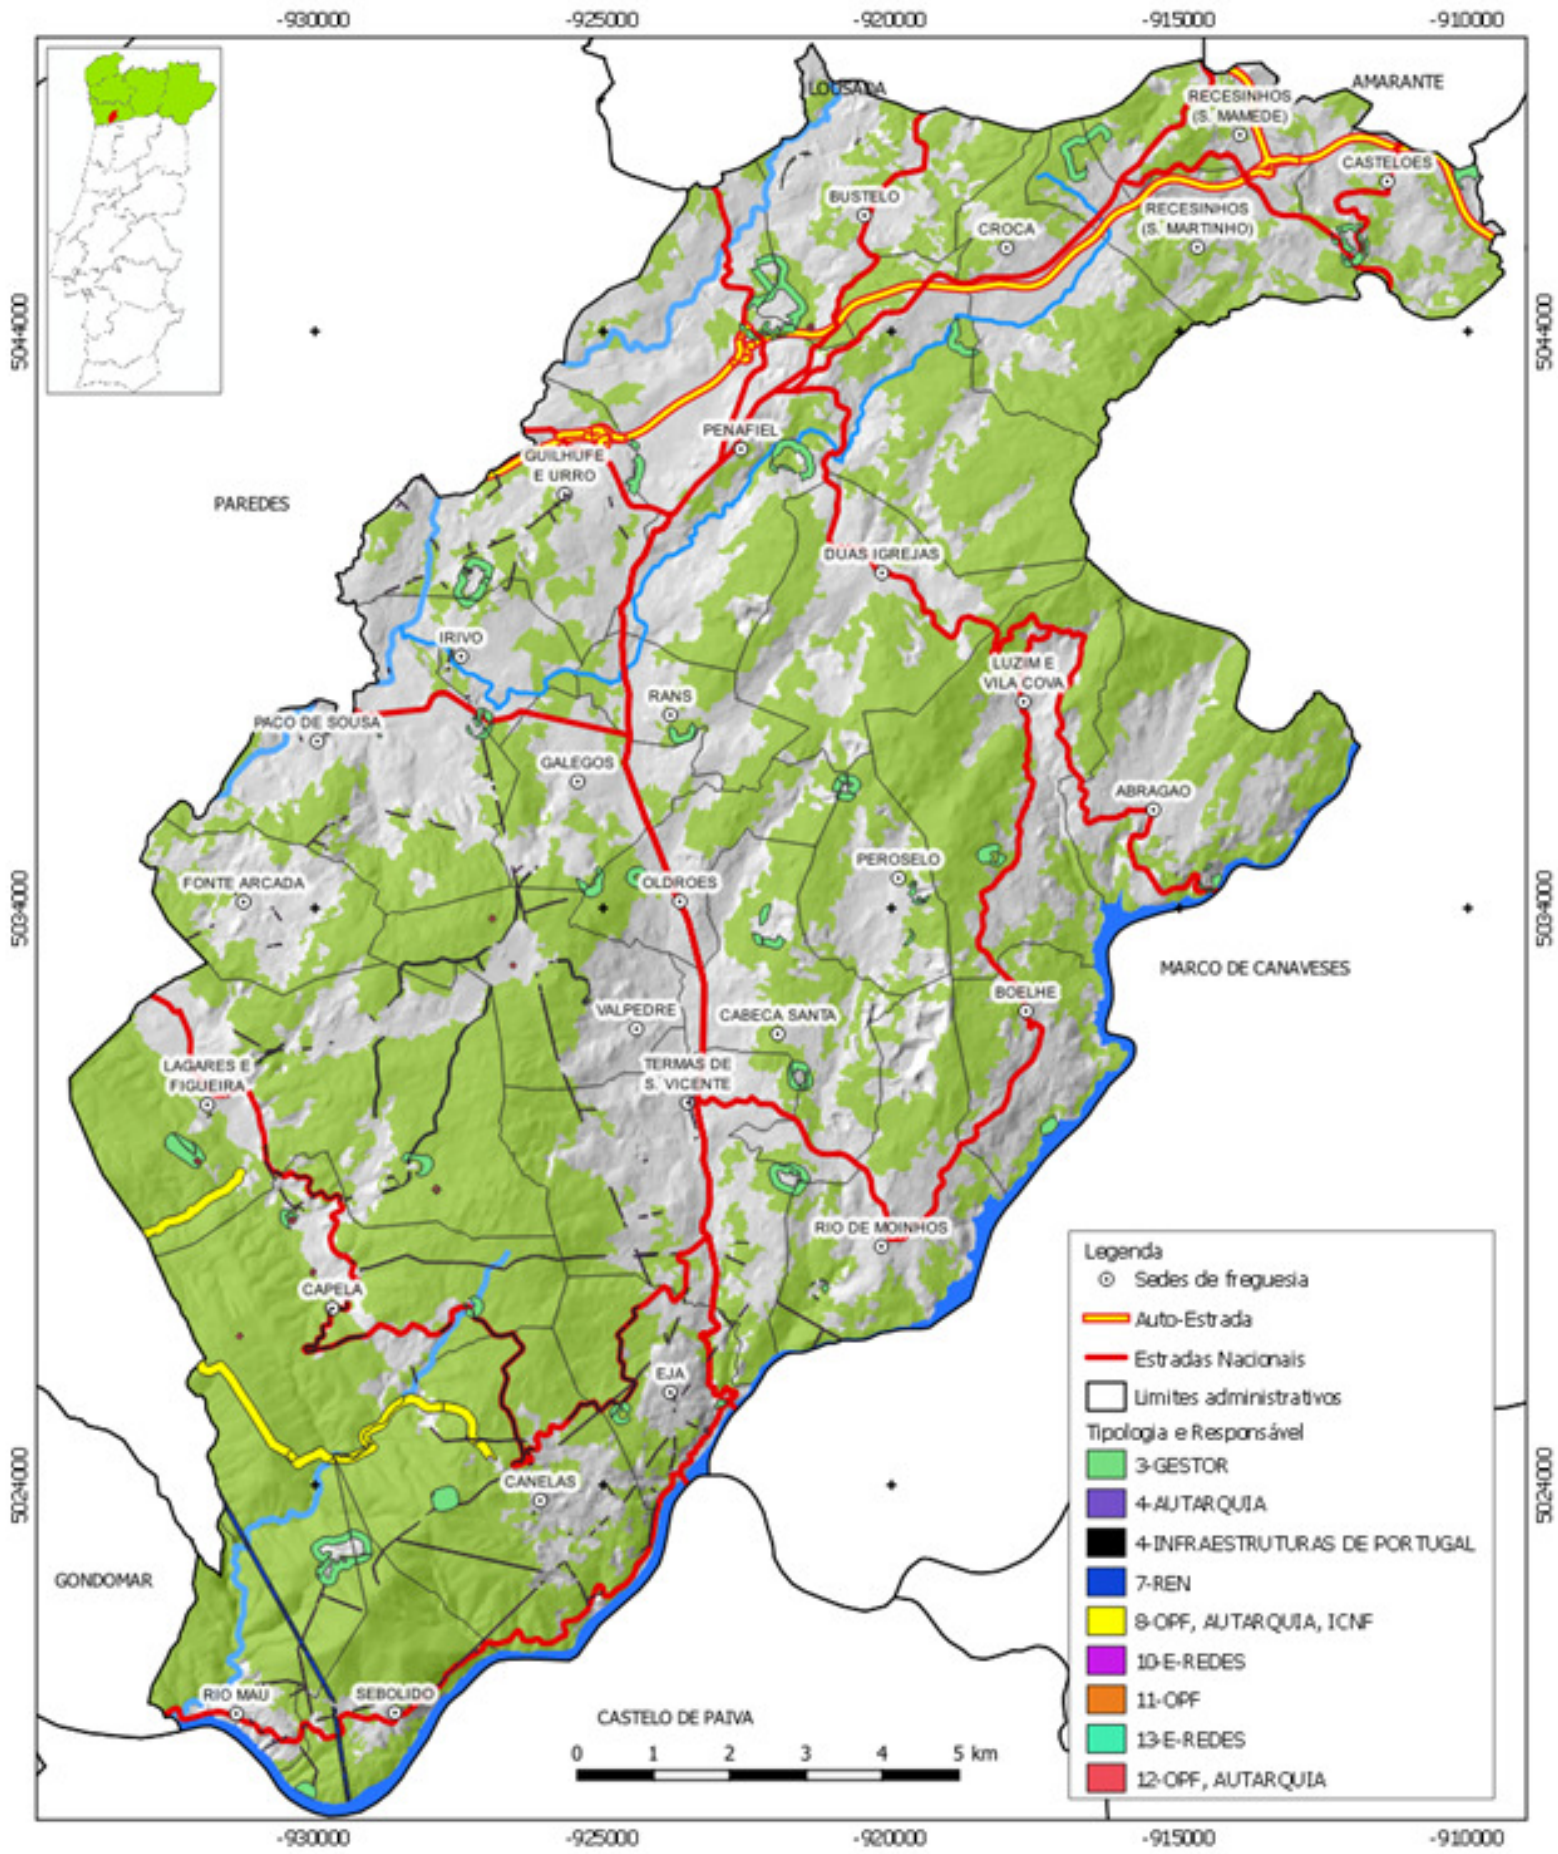 -930000
-925000
-920000
-915000
-910000
LOUSADA
AMARANTE
RECESINHOS
(S. MAMEDE)
CASTELOES
BUSTELO
RECESINHOS
(S. MARTINHO)
CROCA
5044000
5044000
PENAFIEL
GUILHUFE
E URRO
PAREDES
DUAS IGREJAS
IRIVO
LUZIM E
VILA COVA
RANS
PACO DE SOUSA
GALEGOS
ABRAGAO
PEROSELO
FONTE ARCADA
OLDROES
5034000
5034000
MARCO DE CANAVESES
BOELHE
VALPEDRE
CABECA SANTA
LAGARES E
FIGUEIRA
TERMAS DE
S. VICENTE
RIO DE MOINHOS
CAPELA
EJA
CANELAS
5024000
5024000
GONDOMAR
RIO MAU
SEBOLIDO
CASTELO DE PAIVA
0 1 2 3 4 5 km
Legenda
Sedes de freguesia
Auto-Estrada
Estradas Nacionais
Limites administrativos
Tipologia e Responsável
3-GESTOR
4-AUTARQUIA
4-INFRAESTRUTURAS DE PORTUGAL
7-REN
8-OPF, AUTARQUIA, ICNF
10-E-REDES
11-OPF
13-E-REDES
12-OPF, AUTARQUIA
-930000
-925000
-920000
-915000
-910000